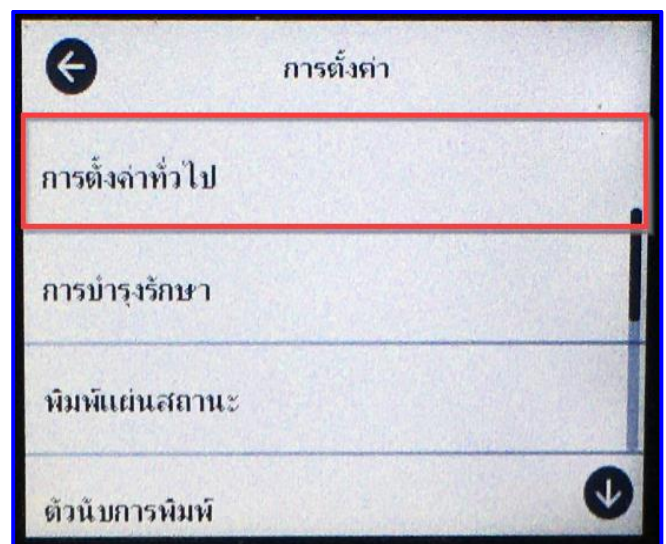 การตั้งค่า
การตั้งค่าทั่วไป
การบำรุงรักษา
พิมพ์แผ่นสถานะ
ตัวนับการพิมพ์